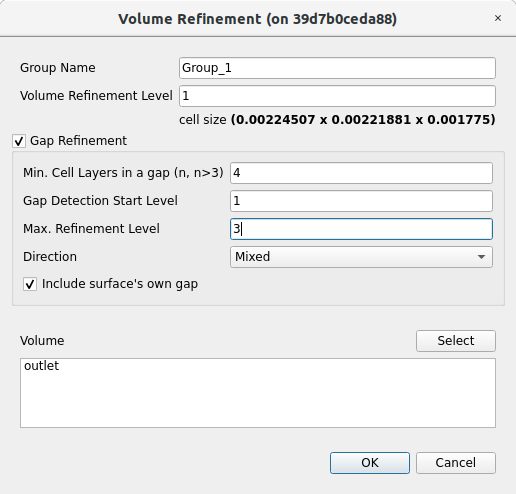 Volume Refinement (on 39d7b0ceda88)
Group Name Group_1
Volume Refinement Level 1
cell size (0.00224507 x 0.00221881 x 0.001775)
Gap Refinement
Min. Cell Layers in a gap (n, n>3) 4
Gap Detection Start Level 1
Max. Refinement Level 3
Direction Mixed
Include surface's own gap
Volume Select
outlet
OK Cancel